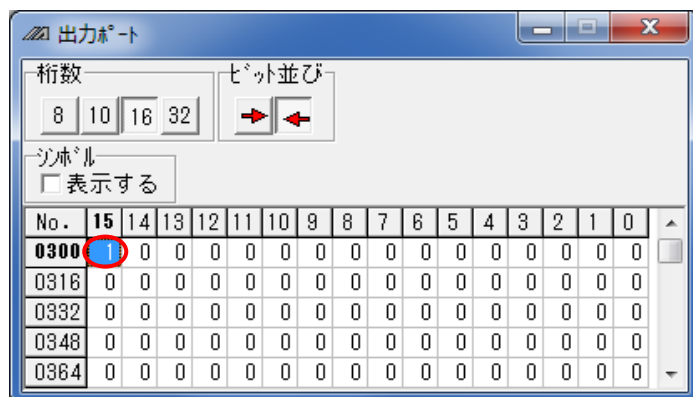 出力ﾎﾟｰﾄ
桁数 ﾋﾞｯﾄ並び
8 10 16 32
ｼﾝﾎﾞﾙ
表示する
No. 15 14 13 12 11 10 9 8 7 6 5 4 3 2 1 0
0300 1 0 0 0 0 0 0 0 0 0 0 0 0 0 0 0
0316 0 0 0 0 0 0 0 0 0 0 0 0 0 0 0 0
0332 0 0 0 0 0 0 0 0 0 0 0 0 0 0 0 0
0348 0 0 0 0 0 0 0 0 0 0 0 0 0 0 0 0
0364 0 0 0 0 0 0 0 0 0 0 0 0 0 0 0 0